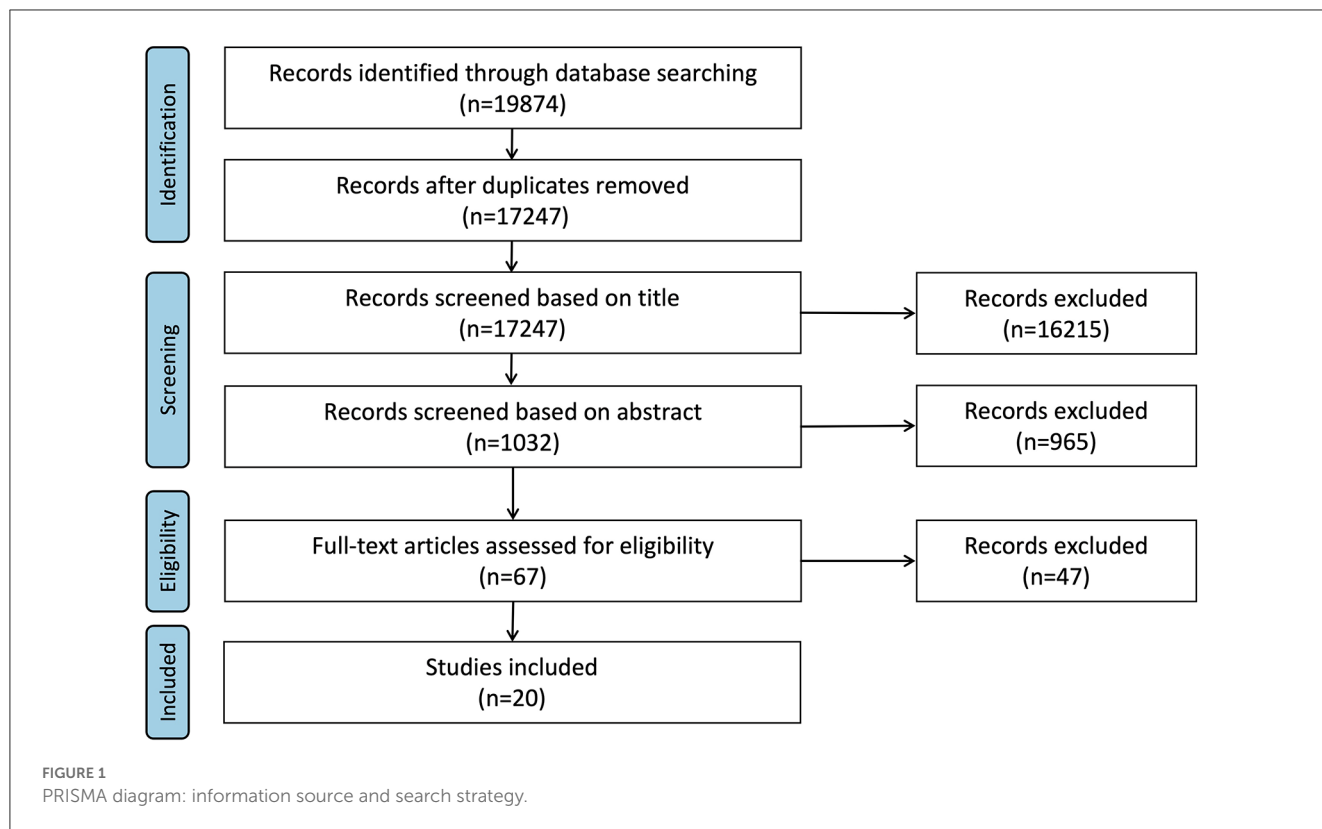 Identification
Records identified through database searching
(n=19874)
Records after duplicates removed
(n=17247)
Screening
Records screened based on title
(n=17247)
Records excluded
(n=16215)
Records screened based on abstract
(n=1032)
Records excluded
(n=965)
Eligibility
Full-text articles assessed for eligibility
(n=67)
Records excluded
(n=47)
Included
Studies included
(n=20)
FIGURE 1
PRISMA diagram: information source and search strategy.